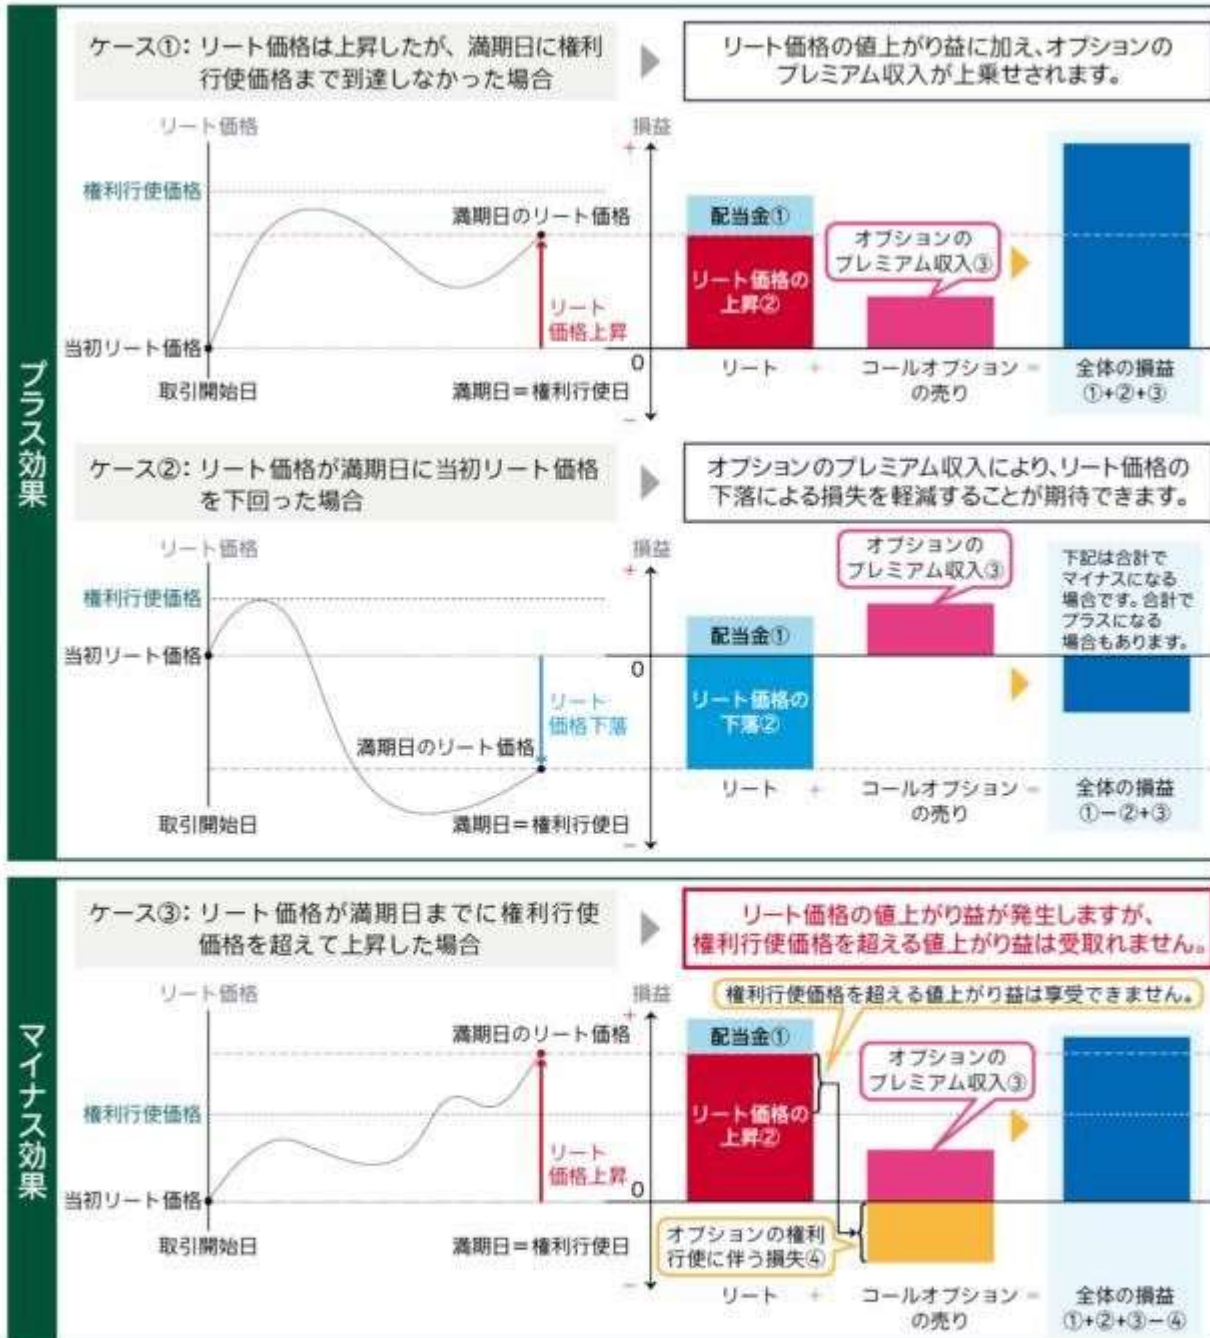 プラス効果
ケース①：リート価格は上昇したが、満期日に権利
行使価格まで到達しなかった場合
リート価格の値上がり益に加え、オプションの
プレミアム収入が上乗せされます。
リート価格
権利行使価格
満期日のリート価格
リート
価格上昇
当初リート価格
取引開始日
満期日＝権利行使日
損益
+
0
−
配当金①
リート価格の
上昇②
オプションの
プレミアム収入③
リート
+
コールオプション
の売り
=
全体の損益
①+②+③
ケース②：リート価格が満期日に当初リート価格
を下回った場合
オプションのプレミアム収入により、リート価格の
下落による損失を軽減することが期待できます。
リート価格
権利行使価格
当初リート価格
リート
価格下落
満期日のリート価格
取引開始日
満期日＝権利行使日
損益
+
0
−
配当金①
リート価格の
下落②
オプションの
プレミアム収入③
下記は合計で
マイナスになる
場合です。合計で
プラスになる
場合もあります。
リート
+
コールオプション
の売り
=
全体の損益
①−②+③
マイナス効果
ケース③：リート価格が満期日までに権利行使
価格を超えて上昇した場合
リート価格の値上がり益が発生しますが、
権利行使価格を超える値上がり益は受取れません。
リート価格
満期日のリート価格
権利行使価格
リート
価格上昇
当初リート価格
取引開始日
満期日＝権利行使日
損益
+
0
−
権利行使価格を超える値上がり益は享受できません。
配当金①
リート価格の
上昇②
オプションの
プレミアム収入③
オプションの権利
行使に伴う損失④
リート
+
コールオプション
の売り
=
全体の損益
①+②+③−④